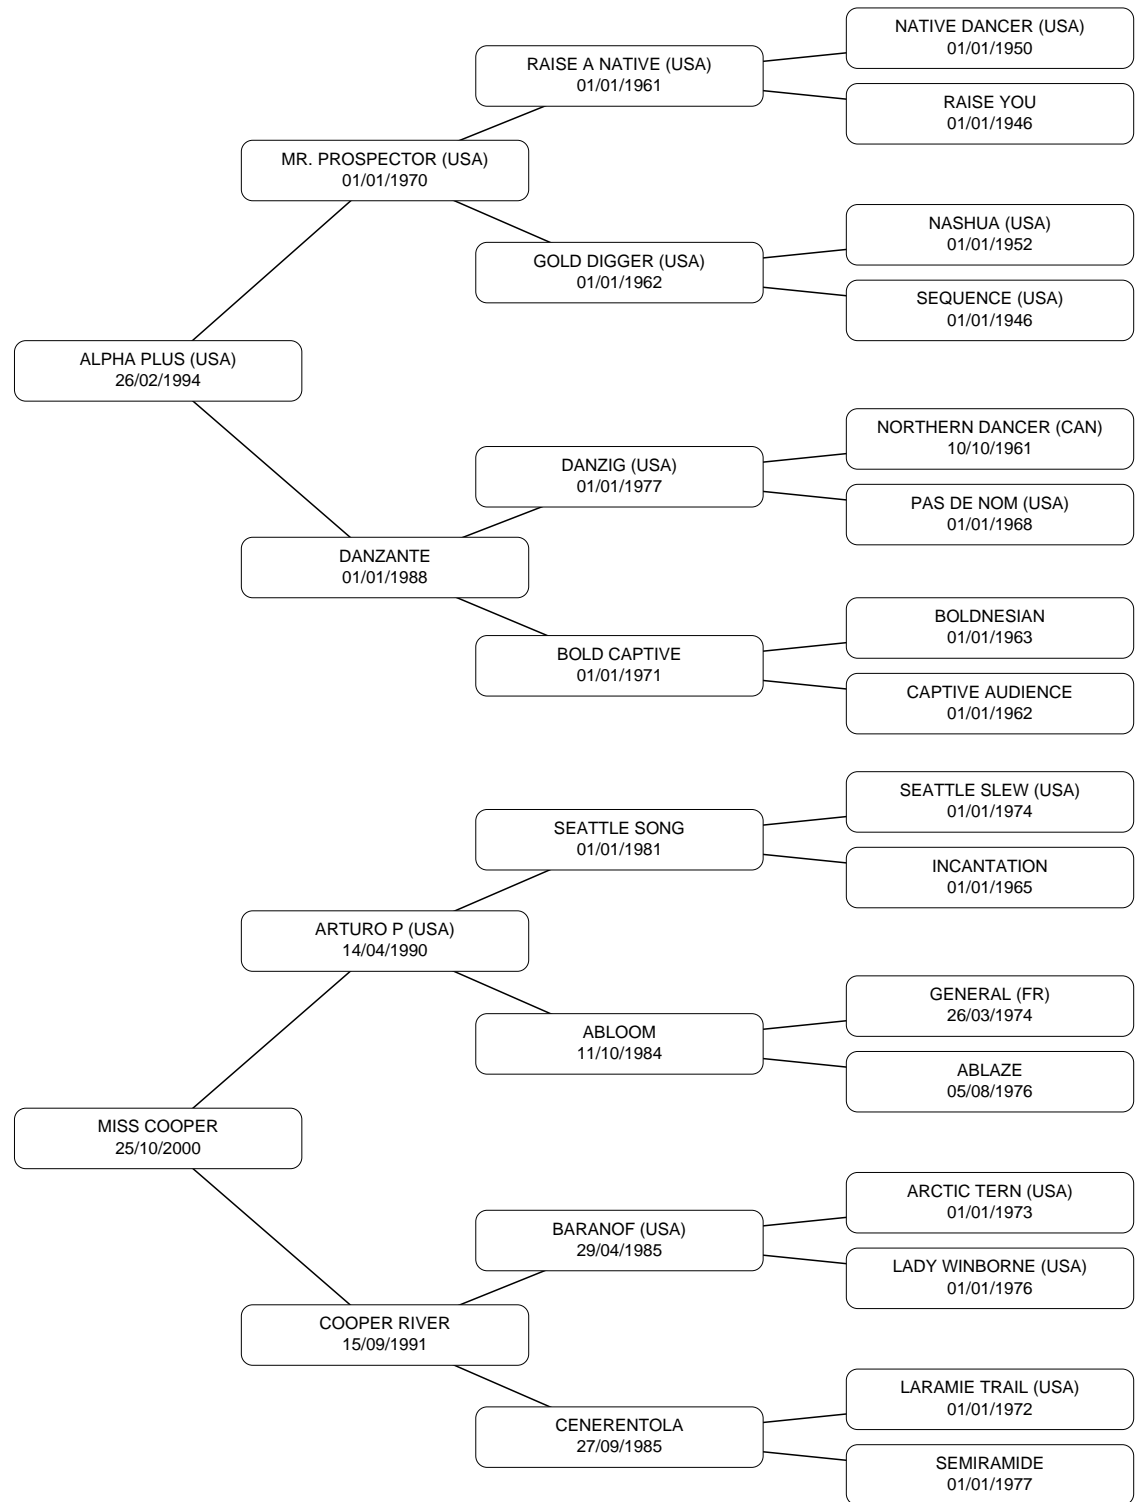 NATIVE DANCER (USA)
01/01/1950
RAISE A NATIVE (USA)
01/01/1961
RAISE YOU
01/01/1946
MR. PROSPECTOR (USA)
01/01/1970
NASHUA (USA)
01/01/1952
GOLD DIGGER (USA)
01/01/1962
SEQUENCE (USA)
01/01/1946
ALPHA PLUS (USA)
26/02/1994
NORTHERN DANCER (CAN)
10/10/1961
DANZIG (USA)
01/01/1977
PAS DE NOM (USA)
01/01/1968
DANZANTE
01/01/1988
BOLDNESIAN
01/01/1963
BOLD CAPTIVE
01/01/1971
CAPTIVE AUDIENCE
01/01/1962
SEATTLE SLEW (USA)
01/01/1974
SEATTLE SONG
01/01/1981
INCANTATION
01/01/1965
ARTURO P (USA)
14/04/1990
GENERAL (FR)
26/03/1974
ABLOOM
11/10/1984
ABLAZE
05/08/1976
MISS COOPER
25/10/2000
ARCTIC TERN (USA)
01/01/1973
BARANOF (USA)
29/04/1985
LADY WINBORNE (USA)
01/01/1976
COOPER RIVER
15/09/1991
LARAMIE TRAIL (USA)
01/01/1972
CENERENTOLA
27/09/1985
SEMIRAMIDE
01/01/1977